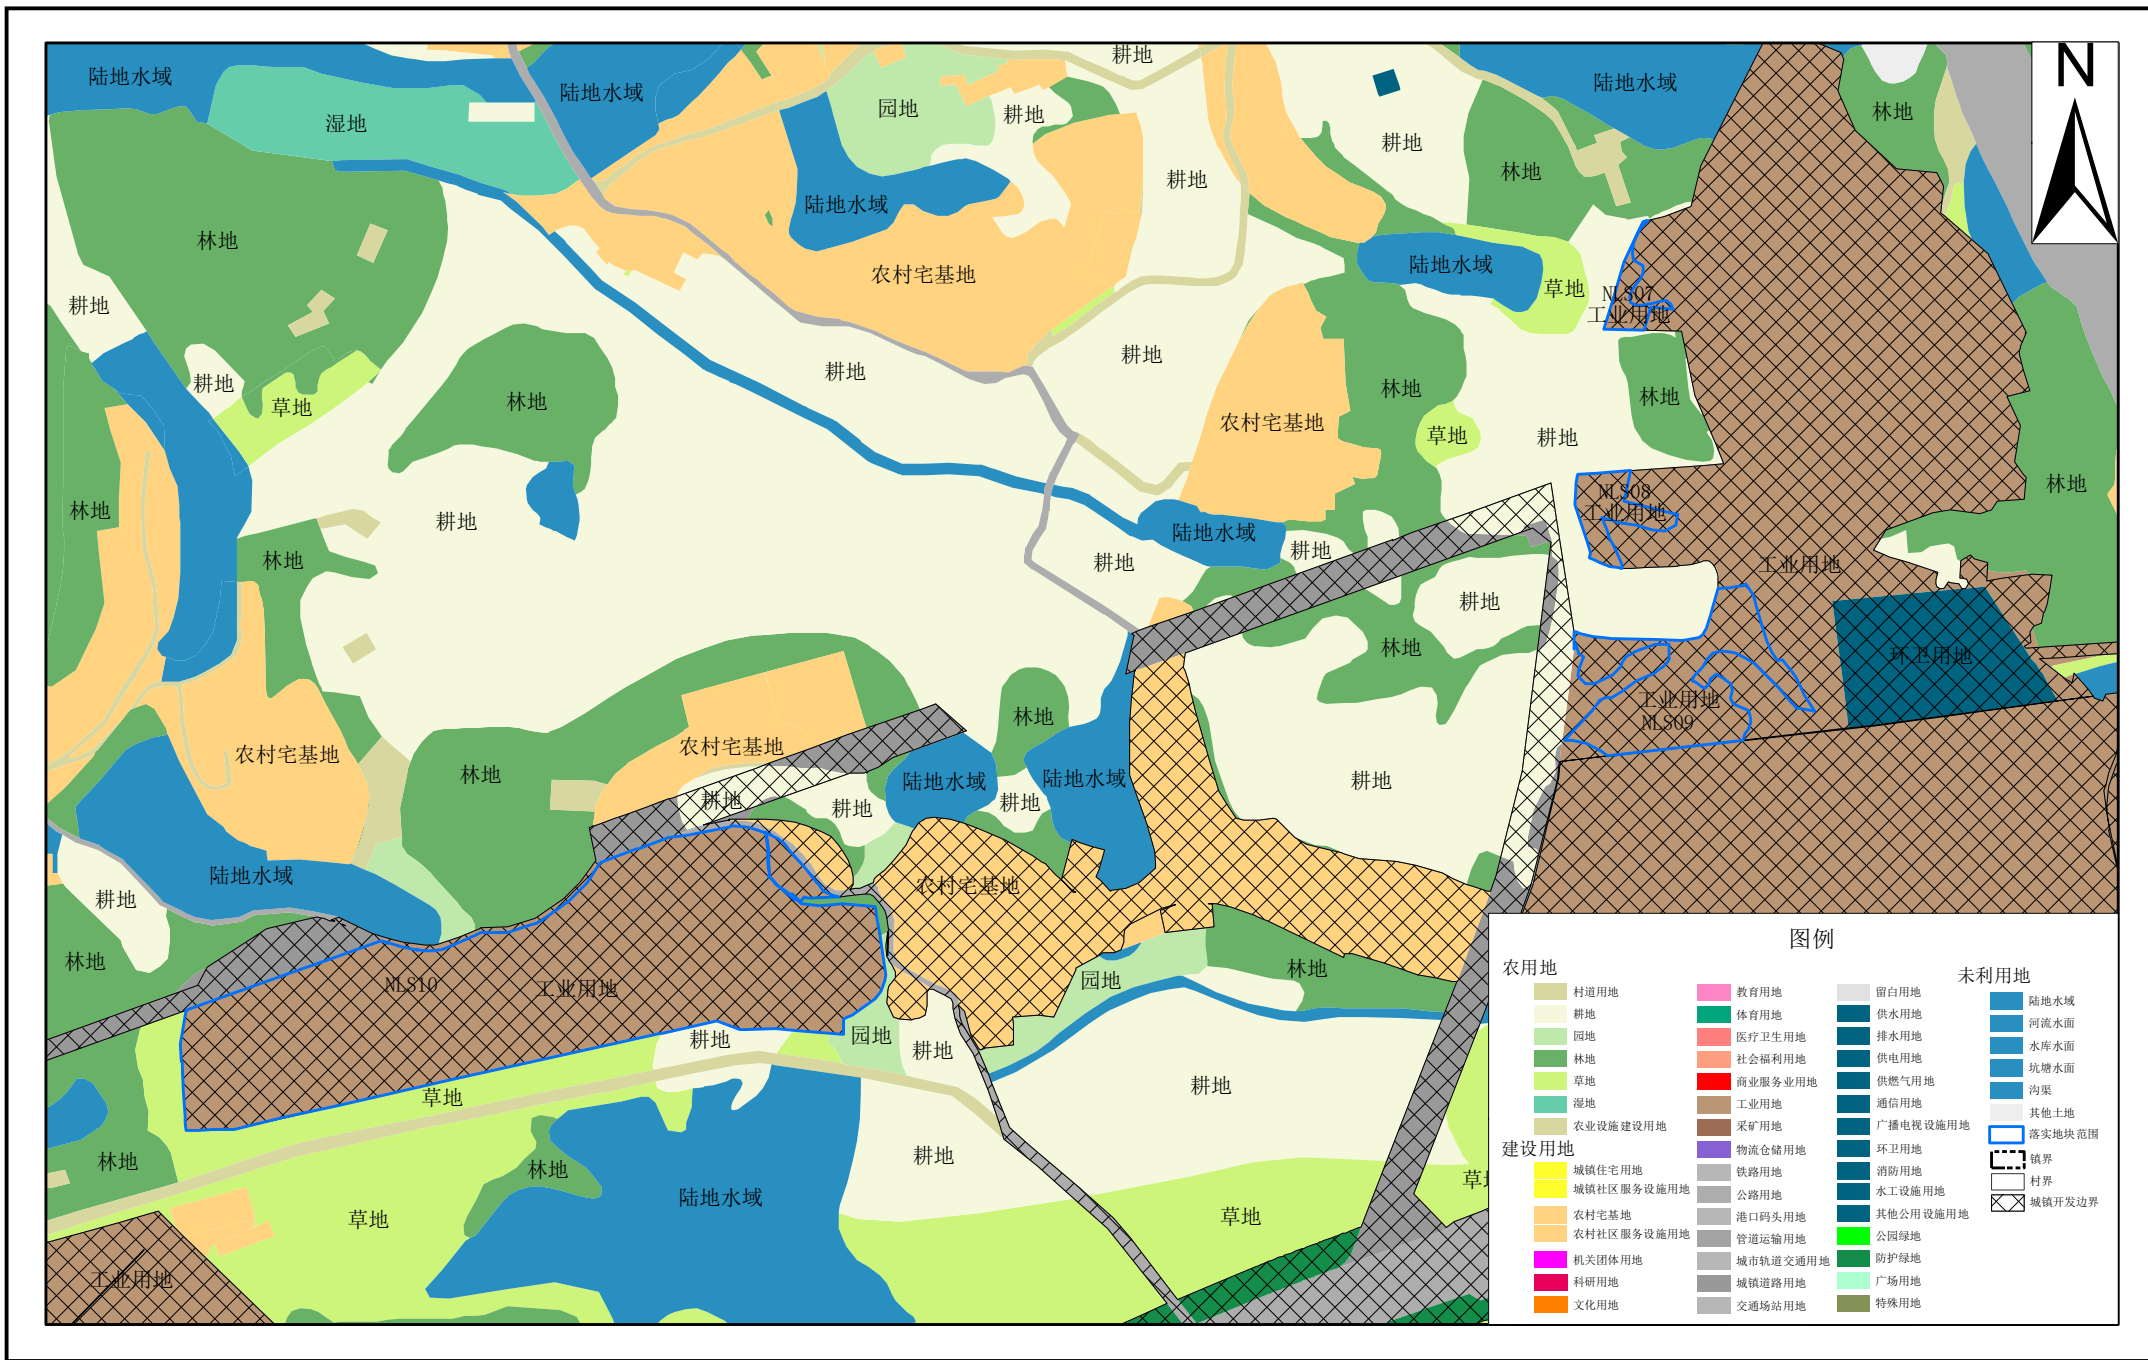 耕地
N
陆地水域
陆地水域
陆地水域
园地
耕地
林地
湿地
耕地
林地
耕地
陆地水域
林地
陆地水域
农村宅基地
草地
NLS07
工业用地
耕地
耕地
耕地
耕地
林地
林地
林地
草地
农村宅基地
草地
耕地
林地
林地
耕地
NLS08
工业用地
陆地水域
耕地
林地
耕地
工业用地
耕地
林地
环卫用地
工业用地
NLS09
林地
农村宅基地
农村宅基地
林地
陆地水域
陆地水域
耕地
耕地
耕地
耕地
陆地水域
农村宅基地
耕地
林地
林地
园地
NLS10
工业用地
耕地
园地
耕地
草地
耕地
林地
林地
耕地
陆地水域
草地
草地
草地
工业用地
图例
农用地
村道用地
耕地
园地
林地
草地
湿地
农业设施建设用地
建设用地
城镇住宅用地
城镇社区服务设施用地
农村宅基地
农村社区服务设施用地
机关团体用地
科研用地
文化用地
教育用地
体育用地
医疗卫生用地
社会福利用地
商业服务业用地
工业用地
采矿用地
物流仓储用地
铁路用地
公路用地
港口码头用地
管道运输用地
城市轨道交通用地
城镇道路用地
交通场站用地
留白用地
供水用地
排水用地
供电用地
供燃气用地
通信用地
广播电视设施用地
环卫用地
消防用地
水工设施用地
其他公用设施用地
公园绿地
防护绿地
广场用地
特殊用地
未利用地
陆地水域
河流水面
水库水面
坑塘水面
沟渠
其他土地
落实地块范围
镇界
村界
城镇开发边界